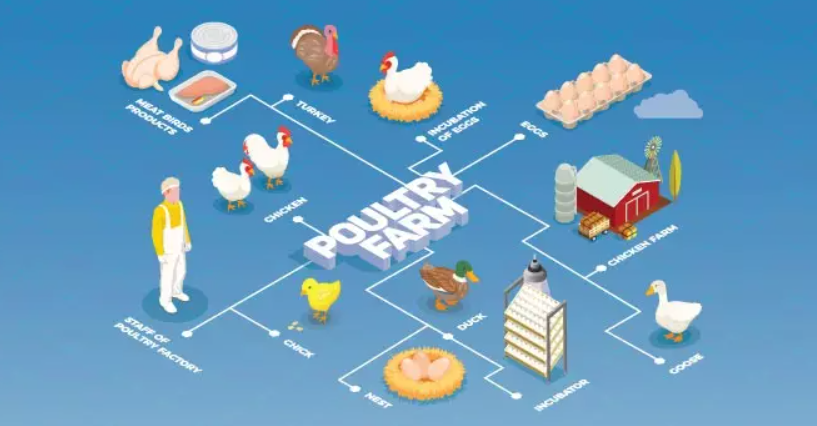 MEAT BIRDS
PRODUCTS
TURKEY
INCUBATION
OF EGGS
EGGS
CHICKEN
POULTRY
FARM
CHICKEN FARM
STAFF OF
POULTRY FACTORY
CHICK
DUCK
NEST
INCUBATOR
GOOSE